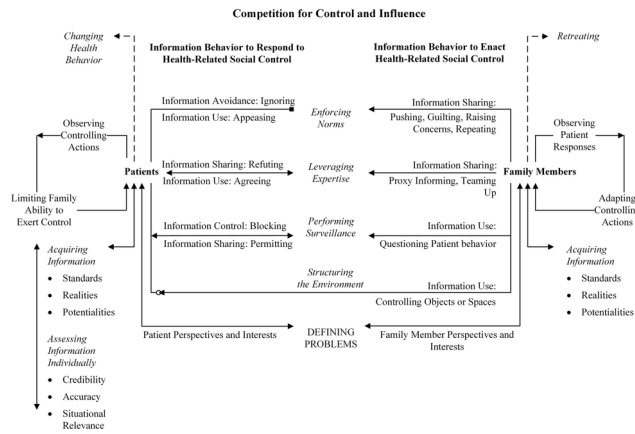 Competition for Control and Influence
Changing
Health
Behavior
Information Behavior to Respond to
Health-Related Social Control
Information Behavior to Enact
Health-Related Social Control
Retreating
Information Avoidance: Ignoring
Information Use: Appeasing
Enforcing
Norms
Information Sharing:
Pushing, Guilting, Raising
Concerns, Repeating
Observing
Controlling
Actions
Observing
Patient
Responses
Patients
Information Sharing: Refuting
Information Use: Agreeing
Leveraging
Expertise
Information Sharing:
Proxy Informing, Teaming
Up
Family Members
Limiting Family
Ability to
Exert Control
Adapting
Controllin
Actions
Information Control: Blocking
Information Sharing: Permitting
Performing
Surveillance
Information Use:
Questioning Patient behavior
Acquiring
Information
• Standards
• Realities
• Potentialities
Structuring
the Environment
Information Use:
Controlling Objects or Spaces
Acquiring
Information
• Standards
• Realities
• Potentialities
Patient Perspectives and Interests
DEFINING
PROBLEMS
Family Member Perspectives and
Interests
Assessing
Information
Individually
• Credibility
• Accuracy
• Situational
Relevance